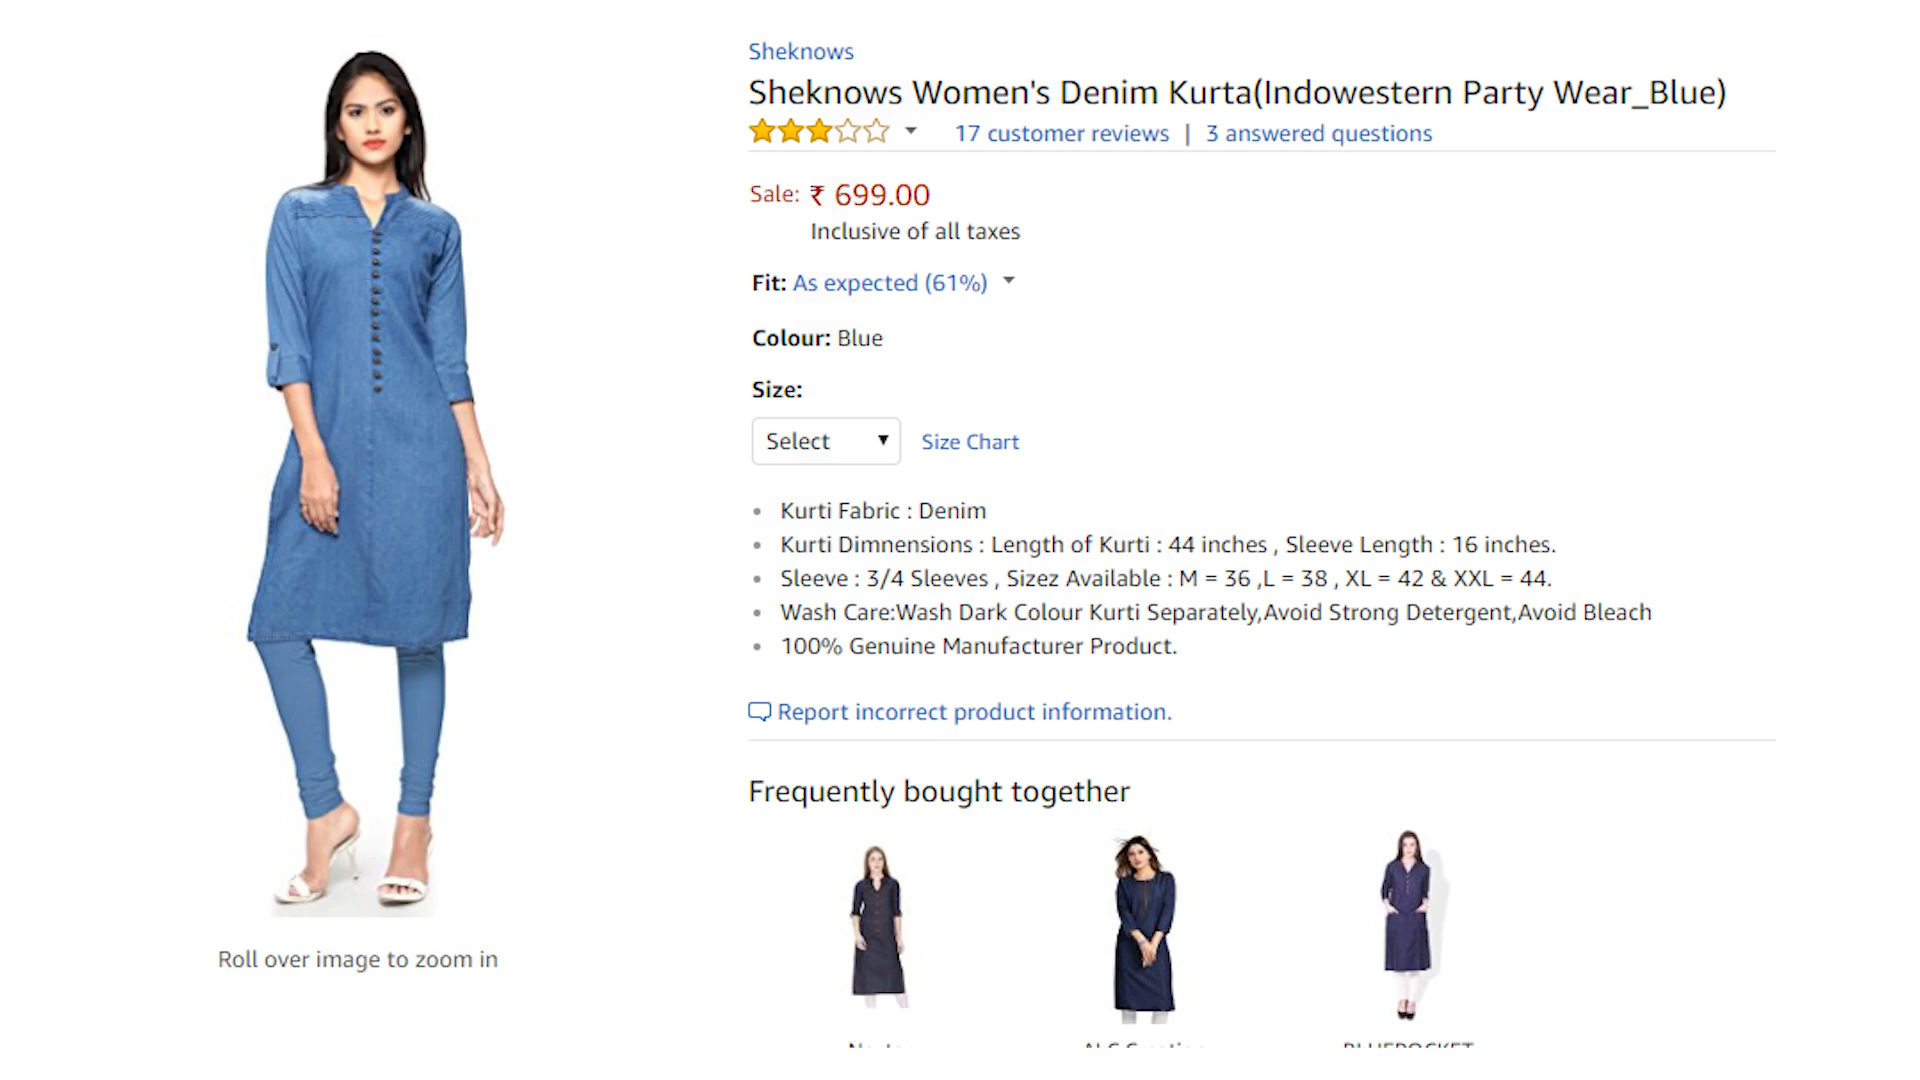 Sheknows
Sheknows Women's Denim Kurta(Indowestern Party Wear_Blue)
17 customer reviews | 3 answered questions
Sale: ₹ 699.00
Inclusive of all taxes
Fit: As expected (61%)
Colour: Blue
Size:
Select Size Chart
Kurti Fabric : Denim
Kurti Dimnensions : Length of Kurti : 44 inches , Sleeve Length : 16 inches.
Sleeve : 3/4 Sleeves , Sizez Available : M = 36 ,L = 38 , XL = 42 & XXL = 44.
Wash Care:Wash Dark Colour Kurti Separately,Avoid Strong Detergent,Avoid Bleach
100% Genuine Manufacturer Product.
Report incorrect product information.
Frequently bought together
Roll over image to zoom in